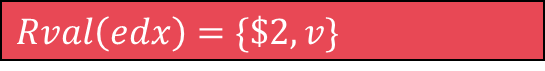 Rval(edx) = {$2, v}